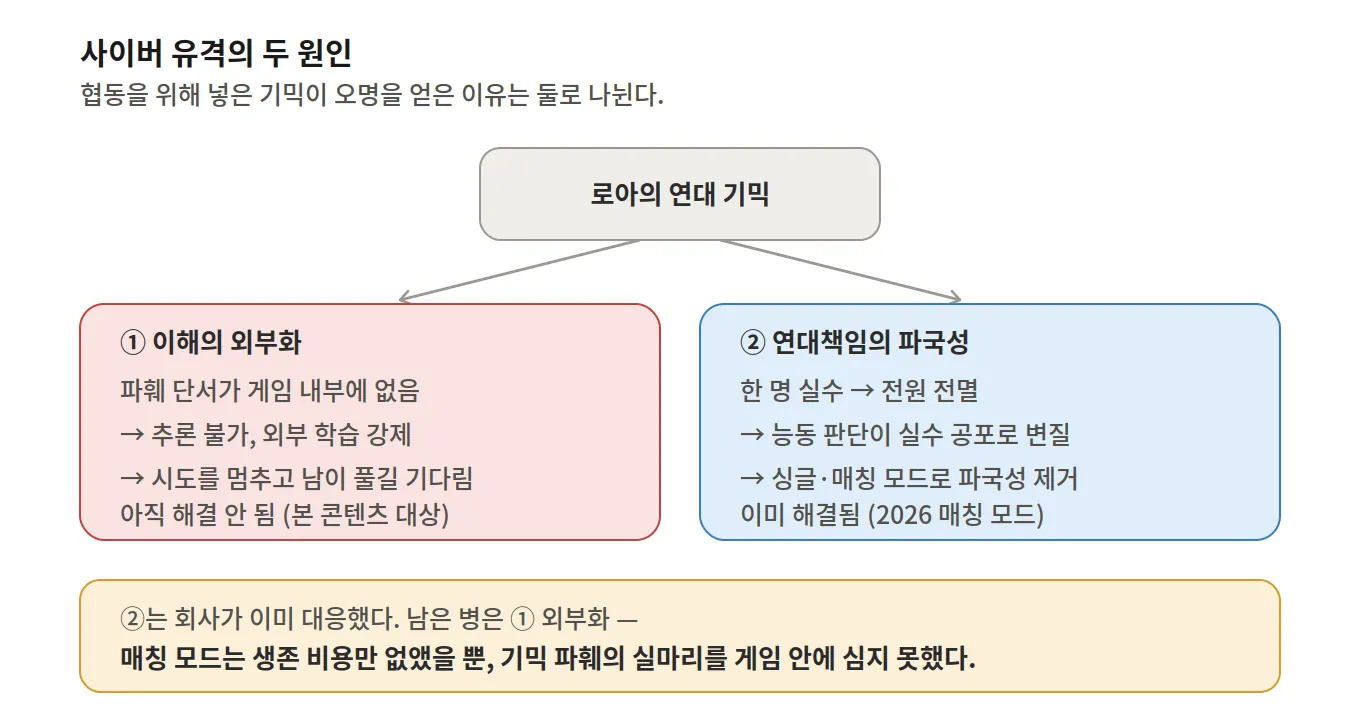 사이버 유격의 두 원인
협동을 위해 넣은 기믹이 오명을 얻은 이유는 둘로 나뉜다.
로아의 연대 기믹
① 이해의 외부화
파훼 단서가 게임 내부에 없음
→ 추론 불가, 외부 학습 강제
→ 시도를 멈추고 남이 풀길 기다림
아직 해결 안 됨 (본 콘텐츠 대상)
② 연대책임의 파국성
한 명 실수 → 전원 전멸
→ 능동 판단이 실수 공포로 변질
→ 싱글·매칭 모드로 파국성 제거
이미 해결됨 (2026 매칭 모드)
②는 회사가 이미 대응했다. 남은 병은 ① 외부화 —
매칭 모드는 생존 비용만 없앴을 뿐, 기믹 파훼의 실마리를 게임 안에 심지 못했다.